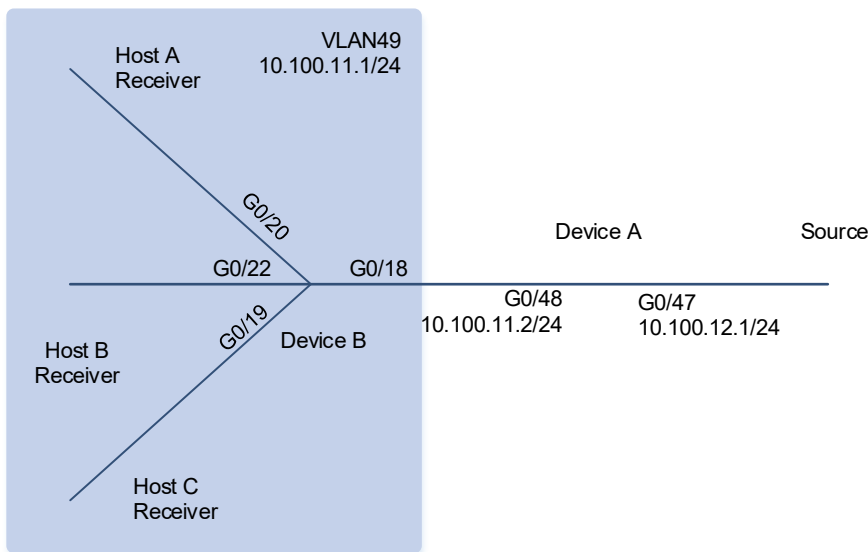 Host A
Receiver
VLAN49
10.100.11.1/24
G0/20
G0/22
G0/18
G0/19
Device B
Host B
Receiver
Host C
Receiver
Device A
Source
G0/48
10.100.11.2/24
G0/47
10.100.12.1/24